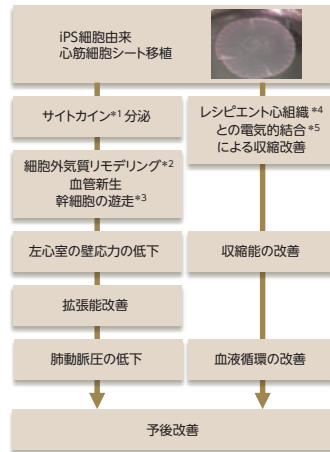 iPS細胞由来
心筋細胞シート移植
サイトカイン*1 分泌
細胞外気質リモデリング*2
血管新生
幹細胞の遊走*3
左心室の壁応力の低下
拡張能改善
肺動脈圧の低下
レシピエント心組織*4
との電気的結合*5
による収縮改善
収縮能の改善
血液循環の改善
予後改善